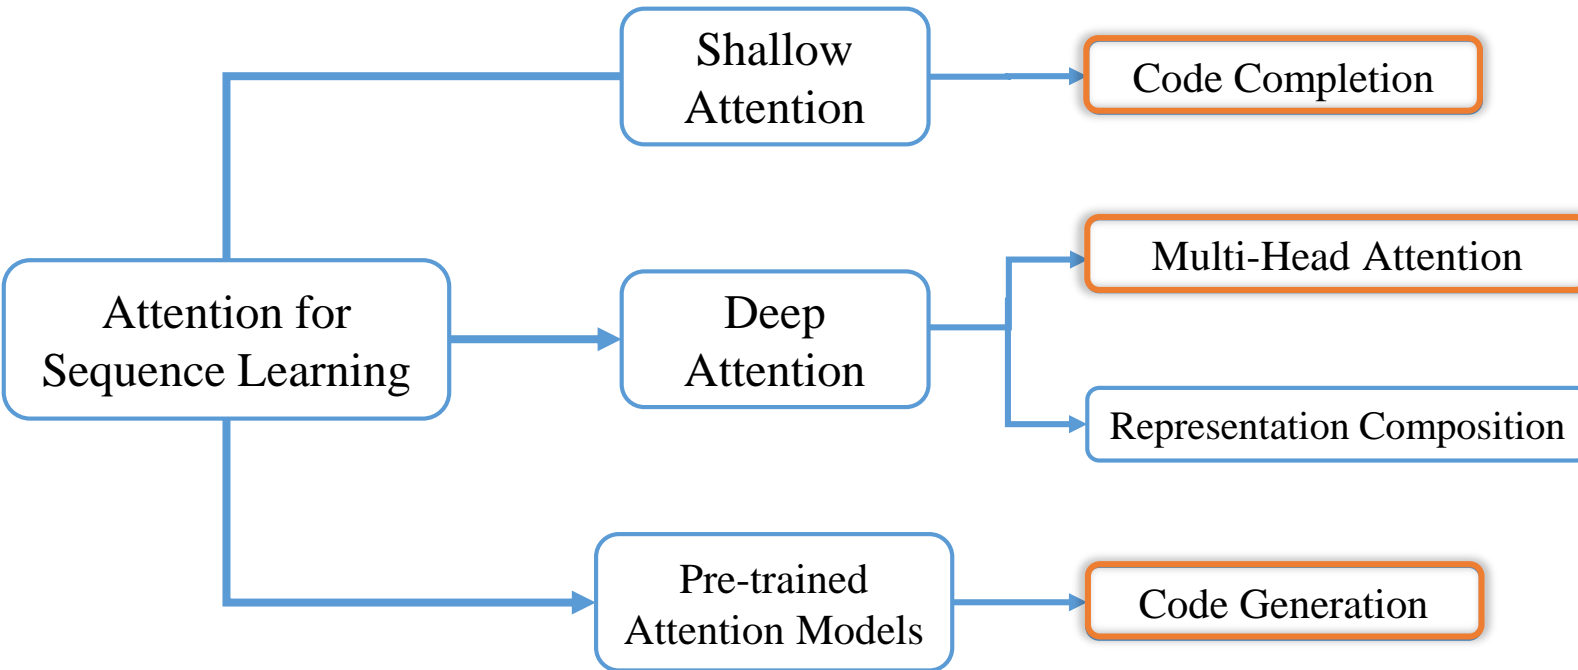 Shallow
Attention
Code Completion
Attention for
Sequence Learning
Deep
Attention
Multi-Head Attention
Representation Composition
Pre-trained
Attention Models
Code Generation